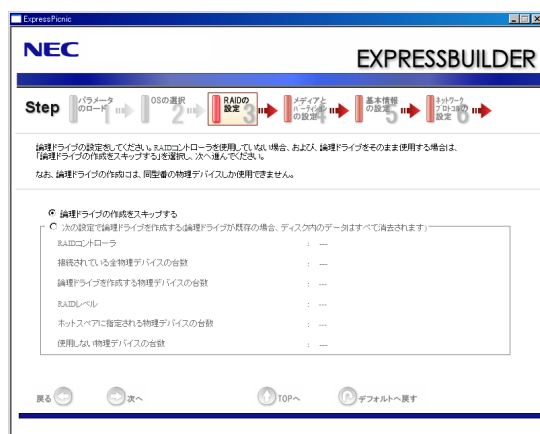 ExpressPicnic
NEC
EXPRESSBUILDER
Step
パラメータ
のロード 1
OSの選択
2
RAIDの
設定 3
メディアと
パーティション
の設定 4
基本情報
の設定 5
ネットワーク
プロトコルの
設定 6
論理ドライブの設定をしてください。RAIDコントローラを使用していない場合、および、論理ドライブをそのまま使用する場合は、
「論理ドライブの作成をスキップする」を選択し、次へ進んでください。
なお、論理ドライブの作成には、同型番の物理デバイスしか使用できません。
論理ドライブの作成をスキップする
次の設定で論理ドライブを作成する(論理ドライブが既存の場合、ディスク内のデータはすべて消去されます)
RAIDコントローラ : ---
接続されている全物理デバイスの台数 : ---
論理ドライブを作成する物理デバイスの台数 : ---
RAIDレベル : ---
ホットスペアに指定される物理デバイスの台数 : ---
使用しない物理デバイスの台数 : ---
戻る
次へ
TOPへ
デフォルトへ戻す